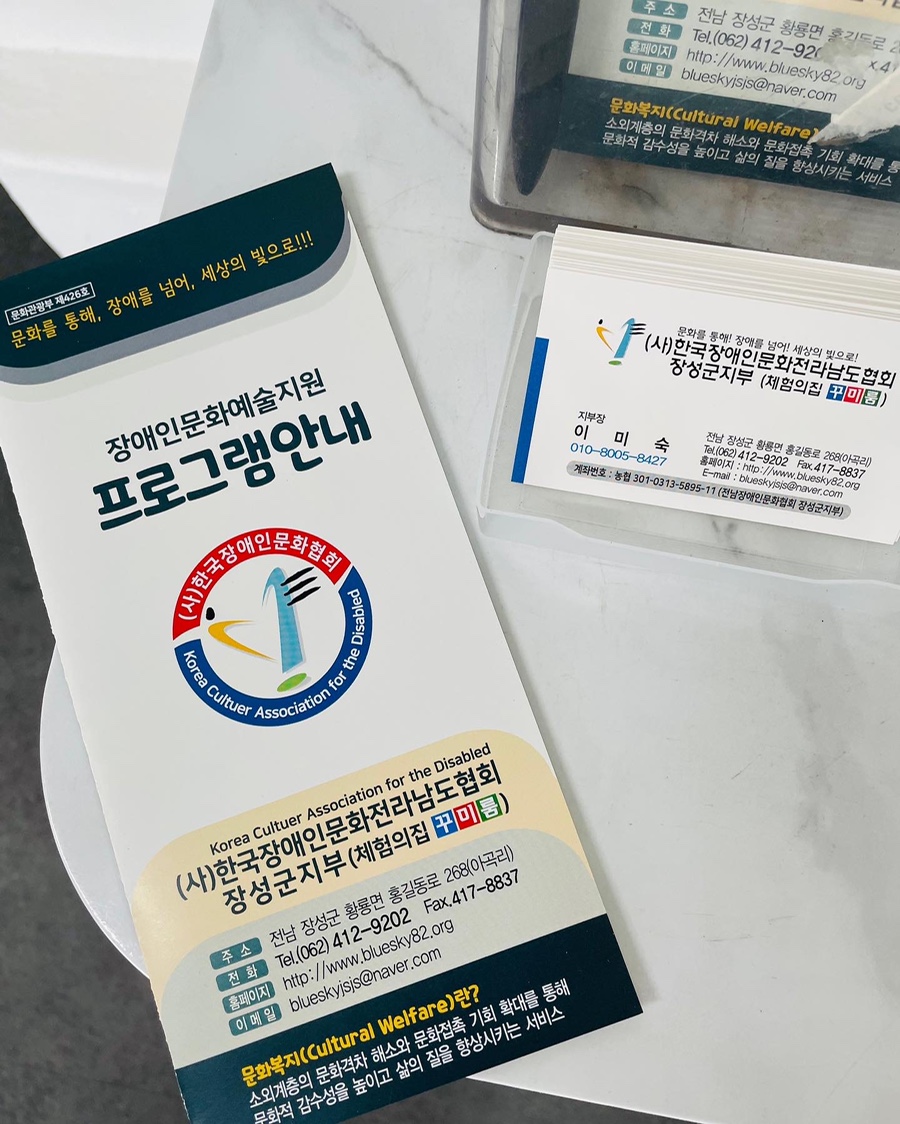 문화관광부 제426호
문화를 통해, 장애를 넘어, 세상의 빛으로!!!
장애인문화예술지원
프로그램안내
(사)한국장애인문화협회
Korea Cultuer Association for the Disabled
Korea Cultuer Association for the Disabled
(사)한국장애인문화전라남도협회
장성군지부 (체험의집 꾸미룸)
주 소 전남 장성군 황룡면 홍길동로 268(아곡리)
전 화 Tel.(062) 412-9202 Fax.417-8837
홈페이지 http://www.bluesky82.org
이 메 일 blueskyjsjs@naver.com
문화복지(Cultural Welfare)란?
소외계층의 문화격차 해소와 문화접촉 기회 확대를 통해
문화적 감수성을 높이고 삶의 질을 향상시키는 서비스
주 소 전남 장성군 황룡면 홍길동로
전 화 Tel.(062) 412-920
홈페이지 http://www.bluesky82.org
이 메 일 blueskyjsjs@naver.com
문화복지(Cultural Welfare)
소외계층의 문화격차 해소와 문화접촉 기회 확대를
문화적 감수성을 높이고 삶의 질을 향상시키는 서비스
문화를 통해! 장애를 넘어! 세상의 빛으로!
(사)한국장애인문화전라남도협회
장성군지부 (체험의집 꾸미룸)
지부장
이 미 숙
010-8005-8427
전남 장성군 황룡면 홍길동로 268(아곡리)
Tel.(062) 412-9202 Fax.417-8837
홈페이지 : http://www.bluesky82.org
E-mail : blueskyjsjs@naver.com
계좌번호 : 농협 301-0313-5895-11 (전남장애인문화협회 장성군지부)